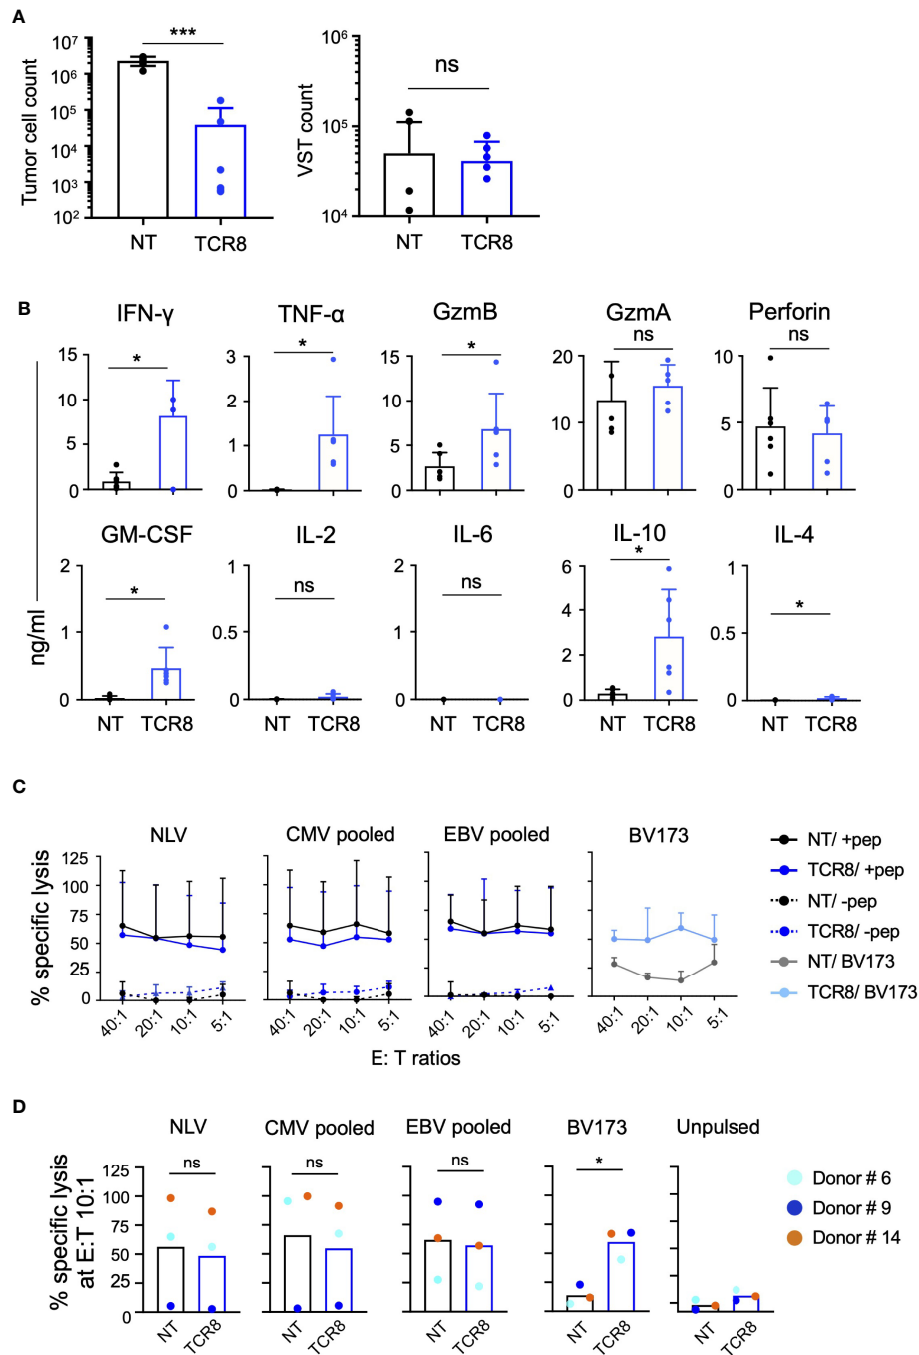 A
Tumor cell count
10⁷
10⁶
10⁵
10⁴
10³
10²
***
NT
TCR8
VST count
10⁶
10⁵
10⁴
ns
NT
TCR8
B
ng/ml
IFN-γ
TNF-α
GzmB
GzmA
Perforin
15
10
5
0
*
3
2
1
0
*
15
10
5
0
*
20
10
0
ns
10
5
0
ns
GM-CSF
IL-2
IL-6
IL-10
IL-4
2
1
0
*
NT TCR8
1
0.5
0
ns
NT TCR8
2
1
0
ns
NT TCR8
6
4
2
0
*
NT TCR8
1
0.5
0
*
NT TCR8
C
% specific lysis
NLV
CMV pooled
EBV pooled
BV173
125
100
75
50
25
0
40:1 20:1 10:1 5:1
40:1 20:1 10:1 5:1
40:1 20:1 10:1 5:1
40:1 20:1 10:1 5:1
E: T ratios
NT/ +pep
TCR8/ +pep
NT/ -pep
TCR8/ -pep
NT/ BV173
TCR8/ BV173
D
% specific lysis
at E:T 10:1
NLV
CMV pooled
EBV pooled
BV173
Unpulsed
125
100
75
50
25
0
ns
ns
ns
*
NT TCR8
NT TCR8
NT TCR8
NT TCR8
NT TCR8
Donor # 6
Donor # 9
Donor # 14